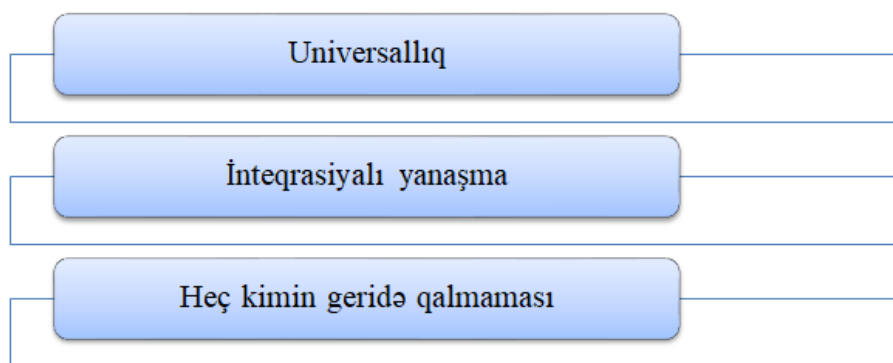 Universallıq
İnteqrasiyalı yanaşma
Heç kimin geridə qalmaması